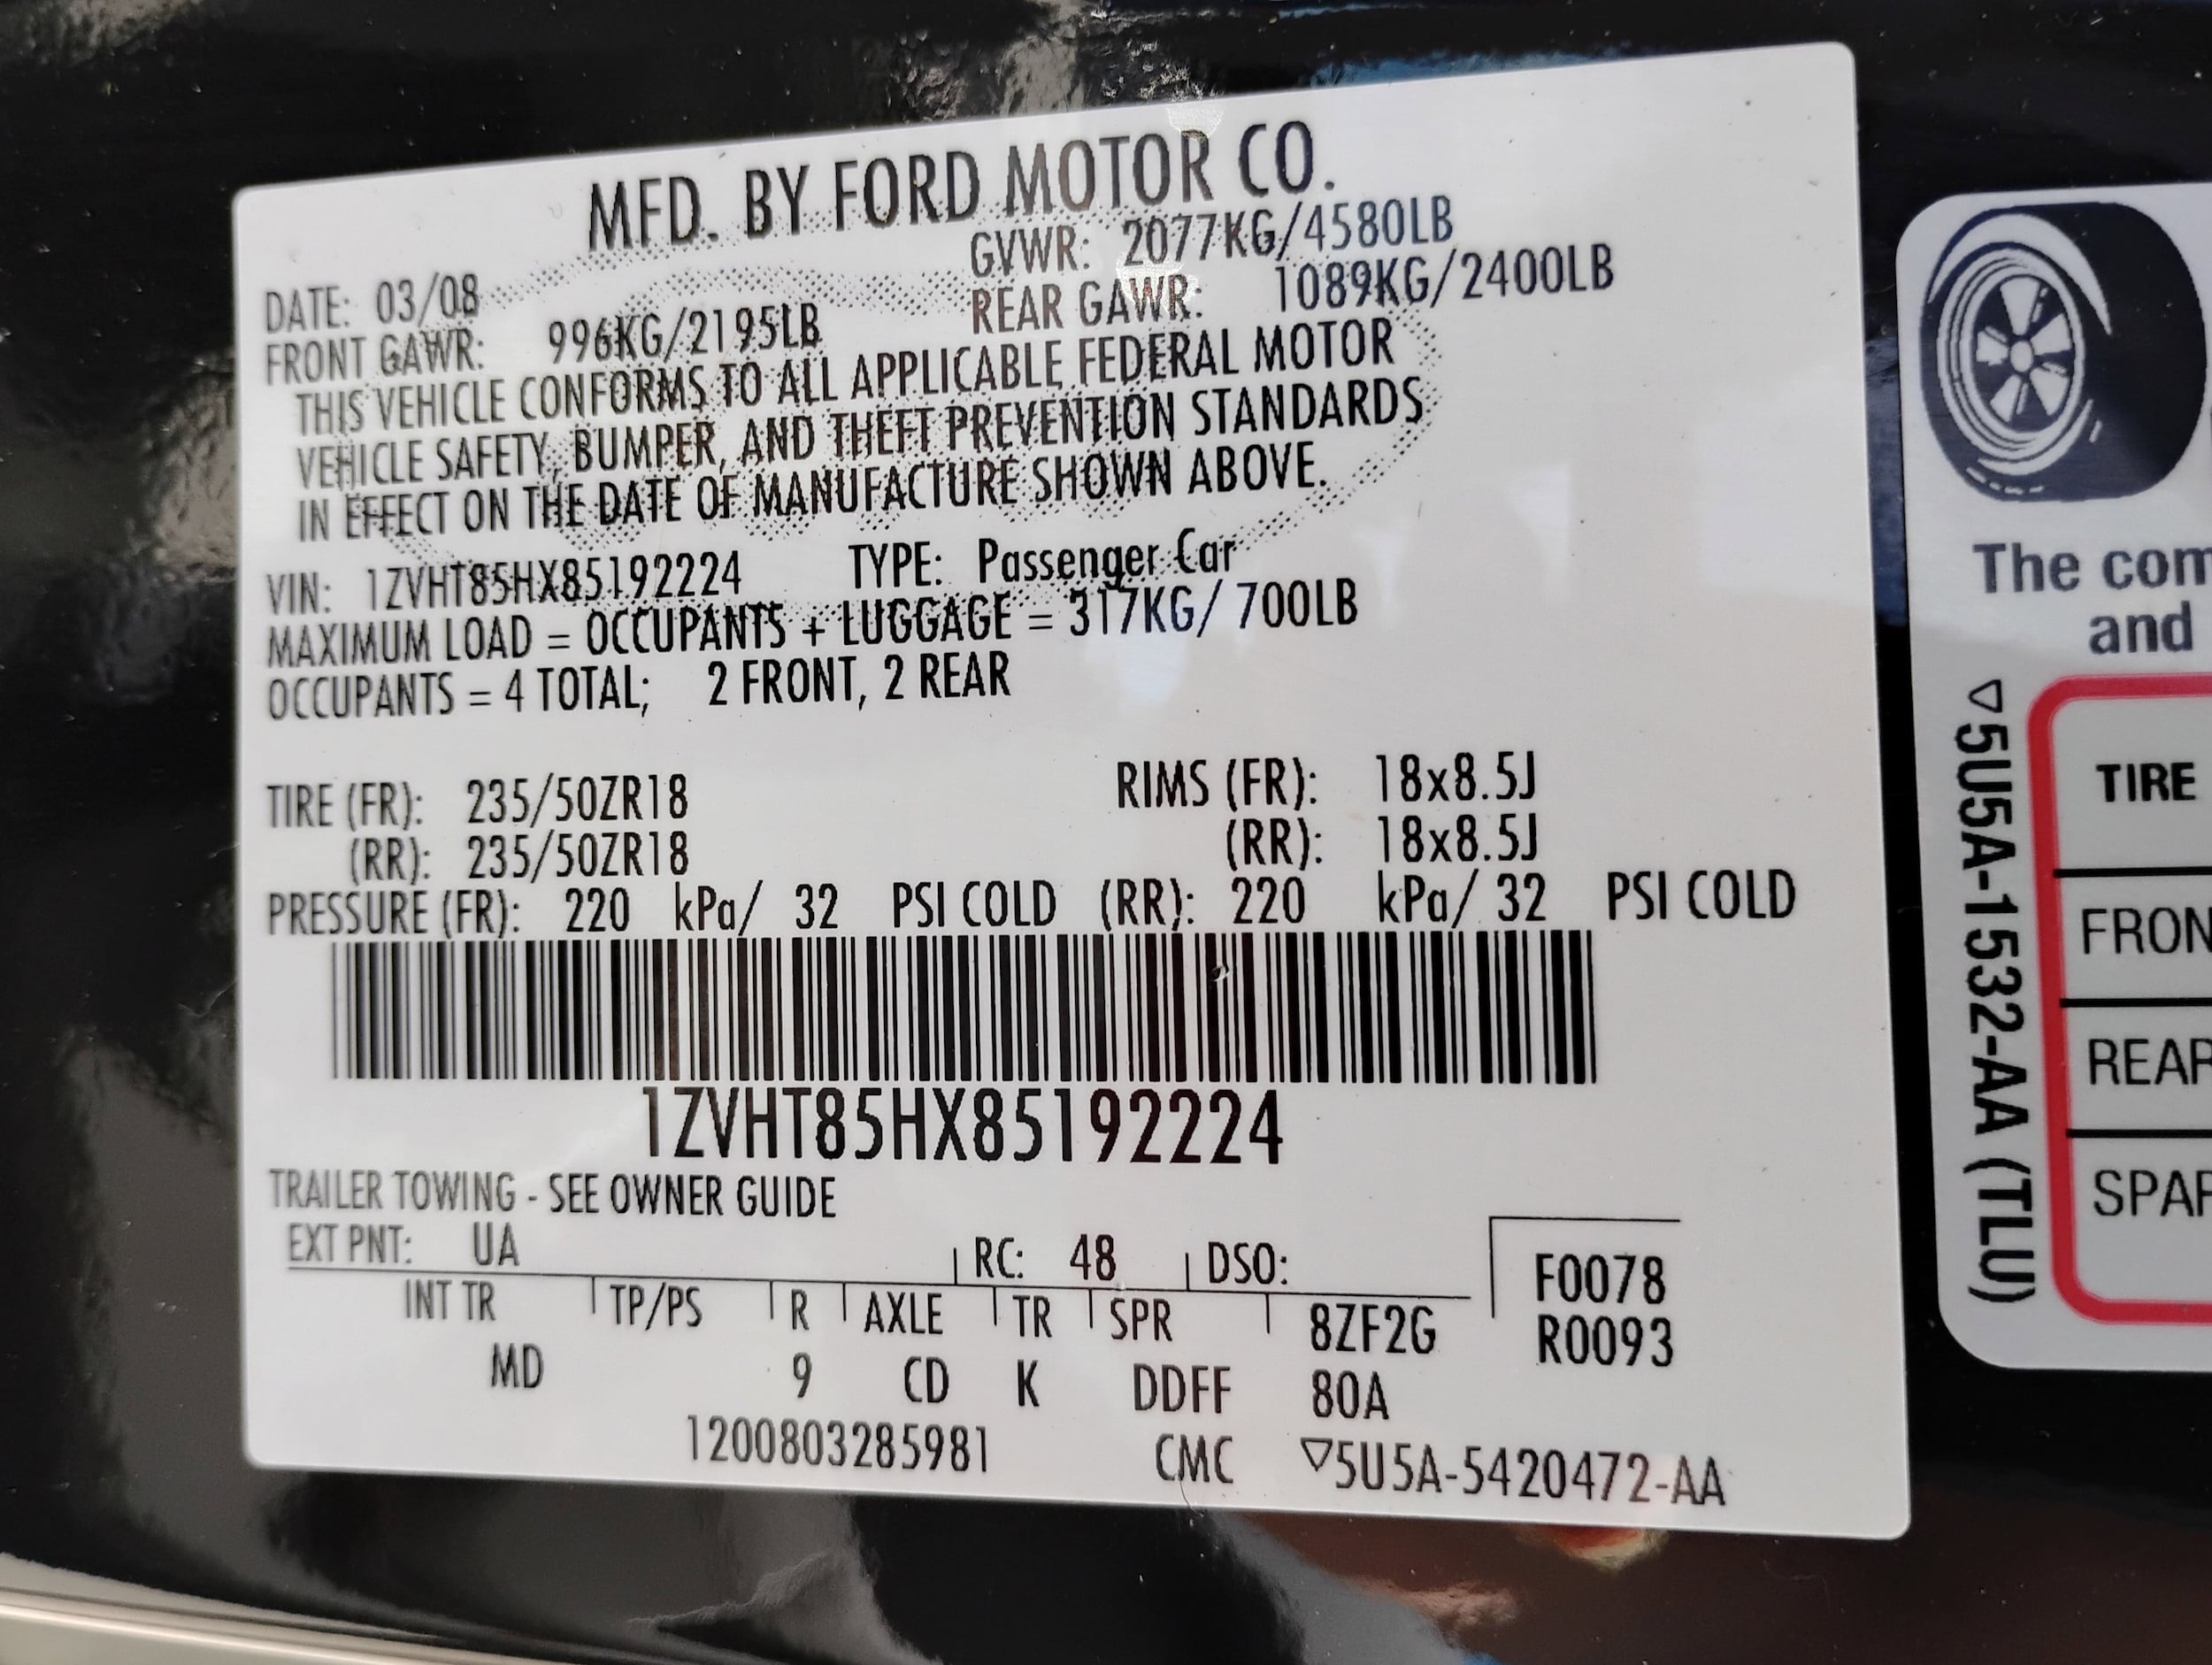 MFD. BY FORD MOTOR CO.
DATE: 03/08 GVWR: 2077KG/4580LB
FRONT GAWR: 996KG/2195LB REAR GAWR: 1089KG/2400LB
THIS VEHICLE CONFORMS TO ALL APPLICABLE FEDERAL MOTOR
VEHICLE SAFETY, BUMPER, AND THEFT PREVENTION STANDARDS
IN EFFECT ON THE DATE OF MANUFACTURE SHOWN ABOVE.
VIN: 1ZVHT85HX85192224 TYPE: Passenger Car
MAXIMUM LOAD = OCCUPANTS + LUGGAGE = 317KG/ 700LB
OCCUPANTS = 4 TOTAL; 2 FRONT, 2 REAR
TIRE (FR): 235/50ZR18 RIMS (FR): 18x8.5J
(RR): 235/50ZR18 (RR): 18x8.5J
PRESSURE (FR): 220 kPa/ 32 PSI COLD (RR): 220 kPa/ 32 PSI COLD
1ZVHT85HX85192224
TRAILER TOWING - SEE OWNER GUIDE
EXT PNT: UA RC: 48 DSO:
F0078
INT TR TP/PS R AXLE TR SPR 8ZF2G
R0093
MD 9 CD K DDFF 80A
1200803285981 CMC ▽5U5A-5420472-AA
The com
and
▽5U5A-1532-AA (TLU)
TIRE
FRON
REAR
SPAR